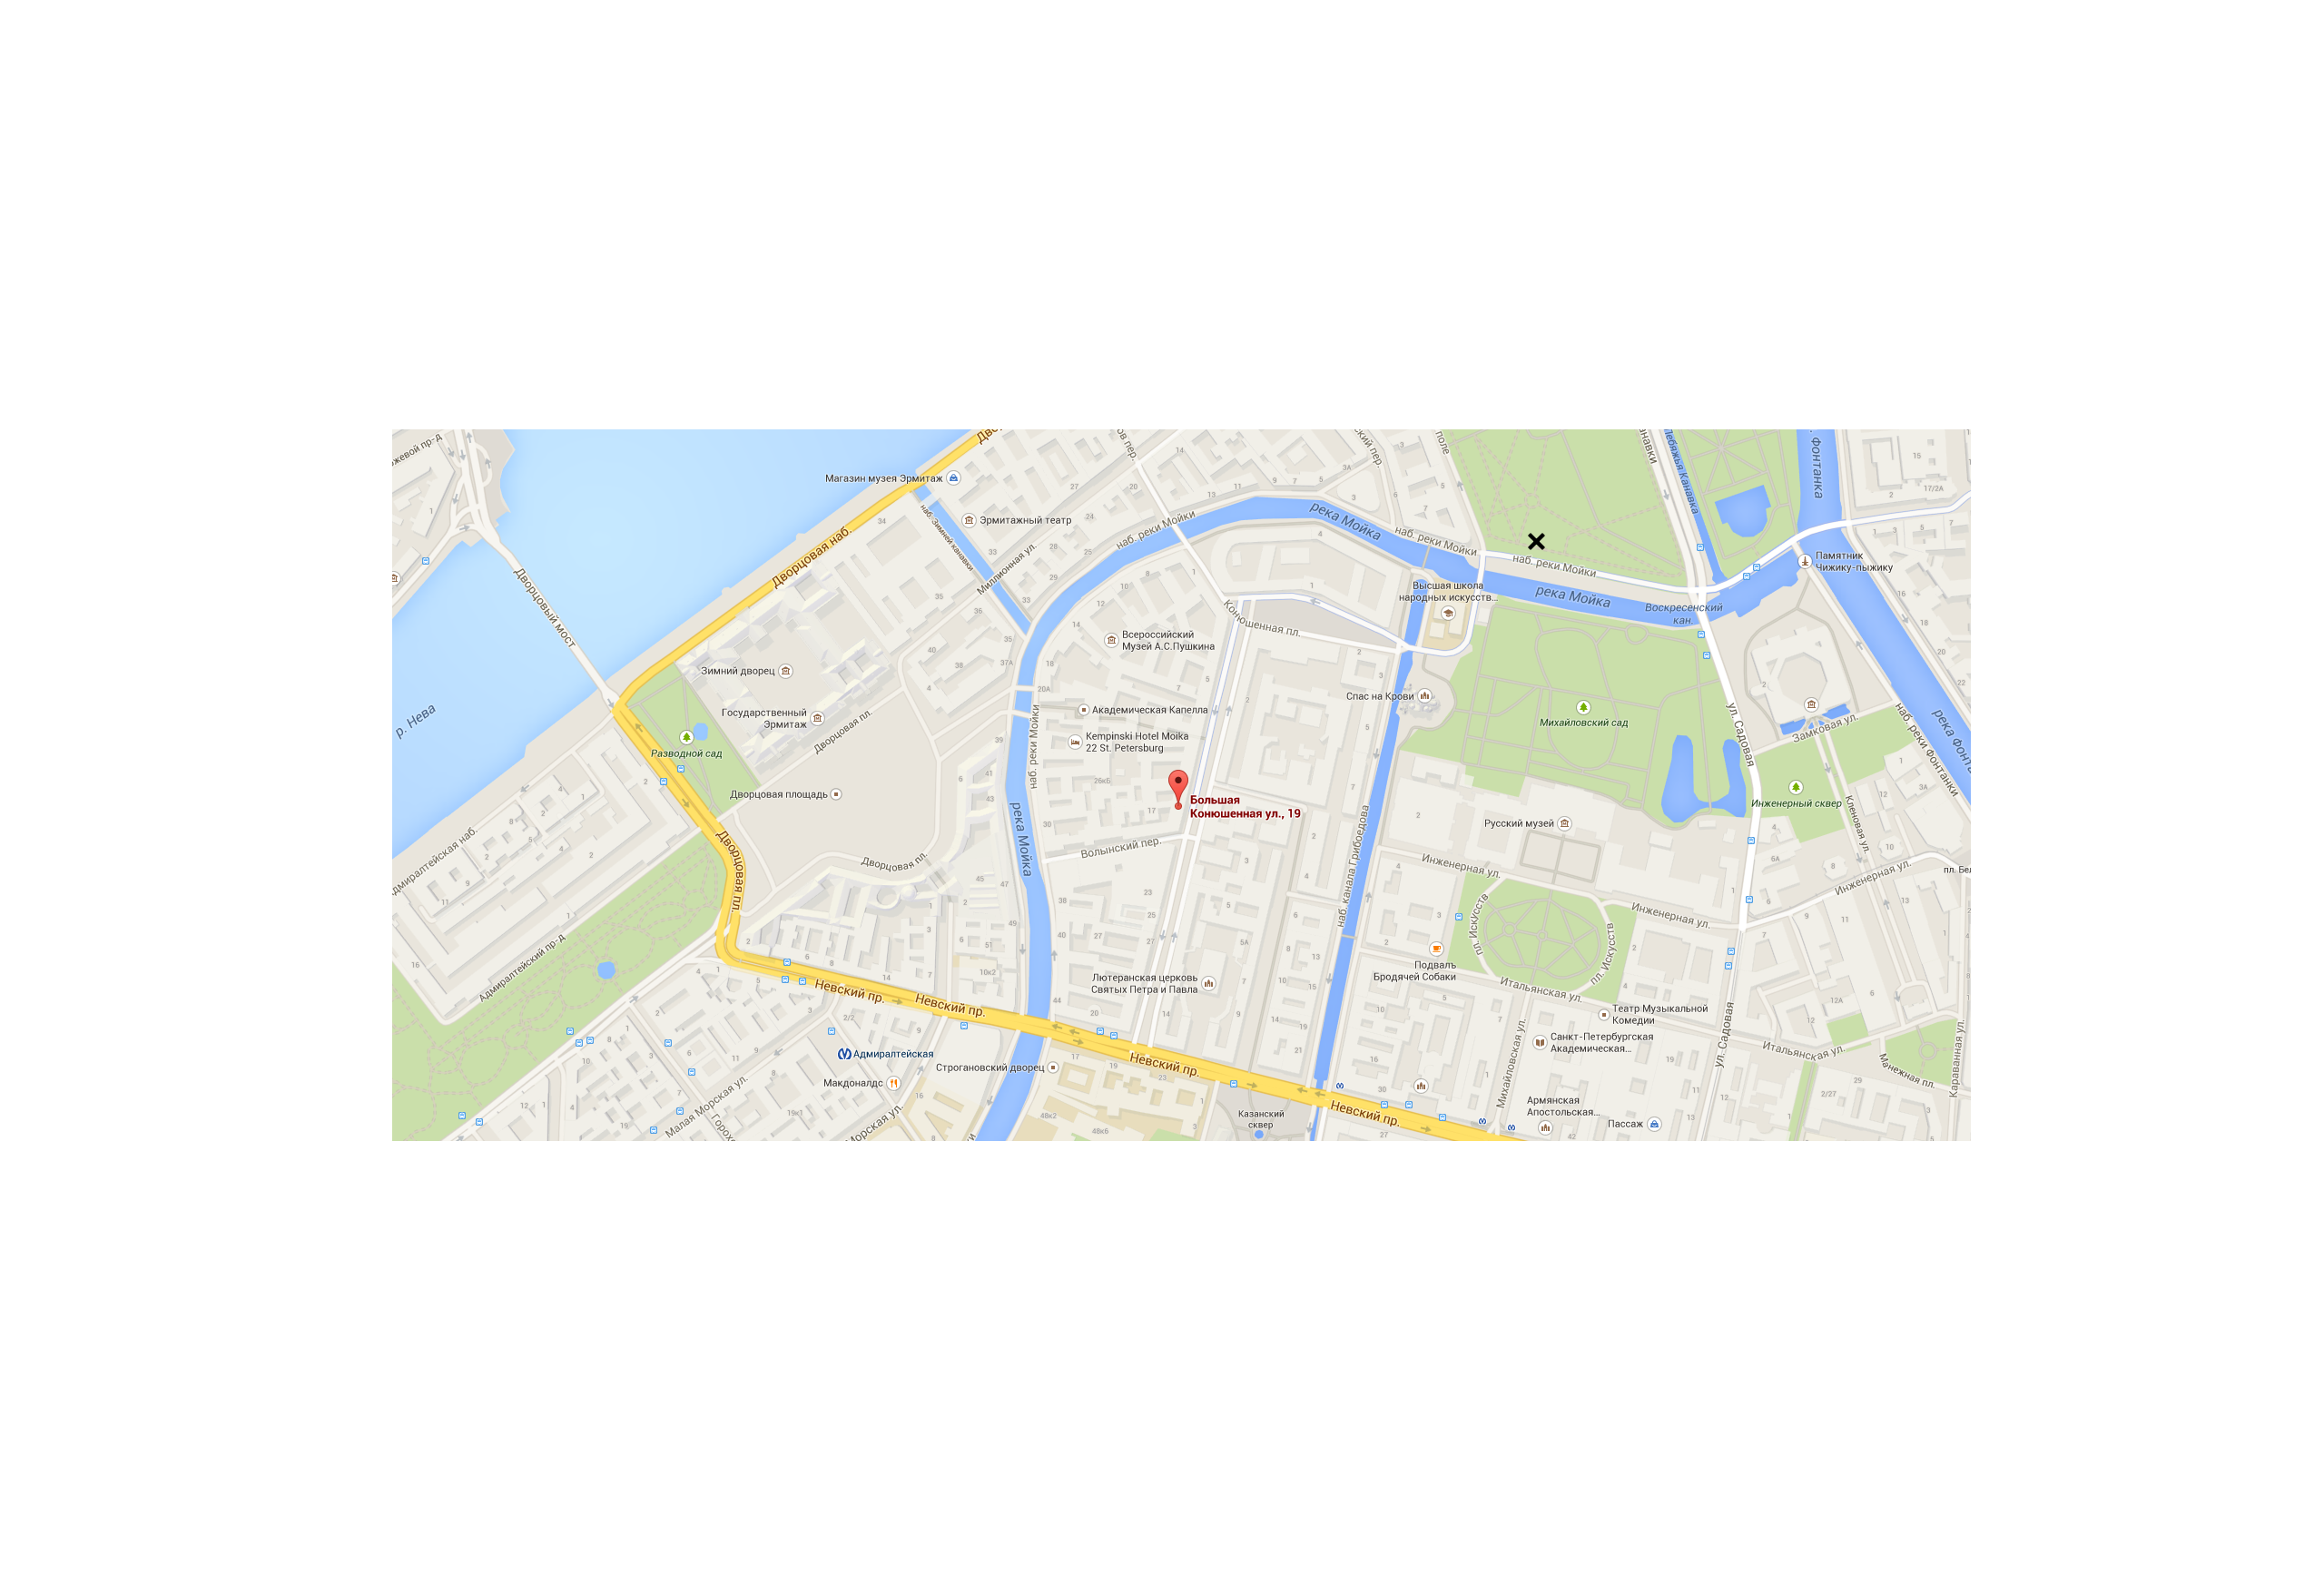 Магазин музея Эрмитаж
Эрмитажный театр
Дворцовая наб.
наб. Зимней канавки
Миллионная ул.
наб. реки Мойки
река Мойка
наб. реки Мойки
наб. реки Мойки
Высшая школа
народных искусств...
река Мойка
Воскресенский
кан.
Лебяжья Канавка
Фонтанка
Памятник
Чижику-пыжику
Дворцовый мост
р. Нева
Зимний дворец
Государственный
Эрмитаж
Дворцовая пл.
Разводной сад
Дворцовая площадь
Дворцовая пл.
Дворцовая пл.
Адмиралтейский пр-д
Конюшенная пл.
Всероссийский
Музей А.С.Пушкина
Академическая Капелла
Kempinski Hotel Moika
22 St. Petersburg
наб. реки Мойки
река Мойка
Большая
Конюшенная ул., 19
Волынский пер.
Спас на Крови
Михайловский сад
ул. Садовая
Замковая ул.
наб. реки Фонтанки
Инженерный сквер
Кленовая ул.
Русский музей
наб. канала Грибоедова
Инженерная ул.
Инженерная ул.
Инженерная ул.
пл. Искусств
пл. Искусств
Подвалъ
Бродячей Собаки
Лютеранская церковь
Святых Петра и Павла
Итальянская ул.
Театр Музыкальной
Комедии
Санкт-Петербургская
Академическая...
Михайловская ул.
ул. Садовая
Итальянская ул.
Манежная пл.
Караванная ул.
Невский пр.
Невский пр.
Невский пр.
Невский пр.
Адмиралтейская
Макдоналдс
Строгановский дворец
Малая Морская ул.
Казанский
сквер
Армянская
Апостольская...
Пассаж